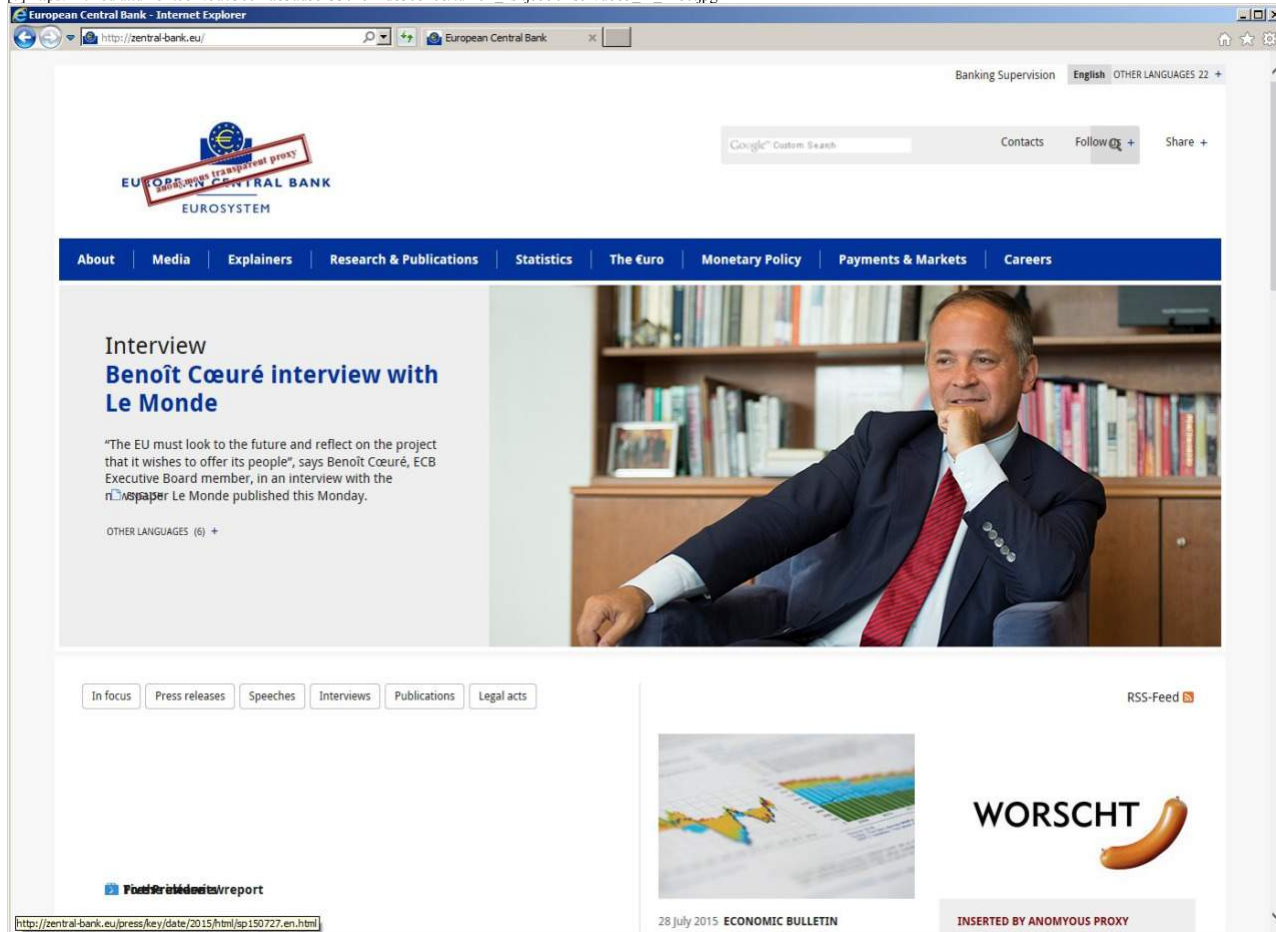 European Central Bank - Internet Explorer
http://zentral-bank.eu/
European Central Bank
Banking Supervision
English OTHER LANGUAGES 22 +
anonymous transparent proxy
EUROPEAN CENTRAL BANK
EUROSYSTEM
Google™ Custom Search
Contacts
Follow +
Share +
About
Media
Explainers
Research & Publications
Statistics
The €uro
Monetary Policy
Payments & Markets
Careers
Interview
Benoît Cœuré interview with
Le Monde
“The EU must look to the future and reflect on the project
that it wishes to offer its people”, says Benoît Cœuré, ECB
Executive Board member, in an interview with the
Le Monde published this Monday.
OTHER LANGUAGES (6) +
In focus
Press releases
Speeches
Interviews
Publications
Legal acts
RSS-Feed
WORSCHT
report
28 July 2015 ECONOMIC BULLETIN
INSERTED BY ANOMYOUS PROXY
http://zentral-bank.eu/press/key/date/2015/html/sp150727.en.html